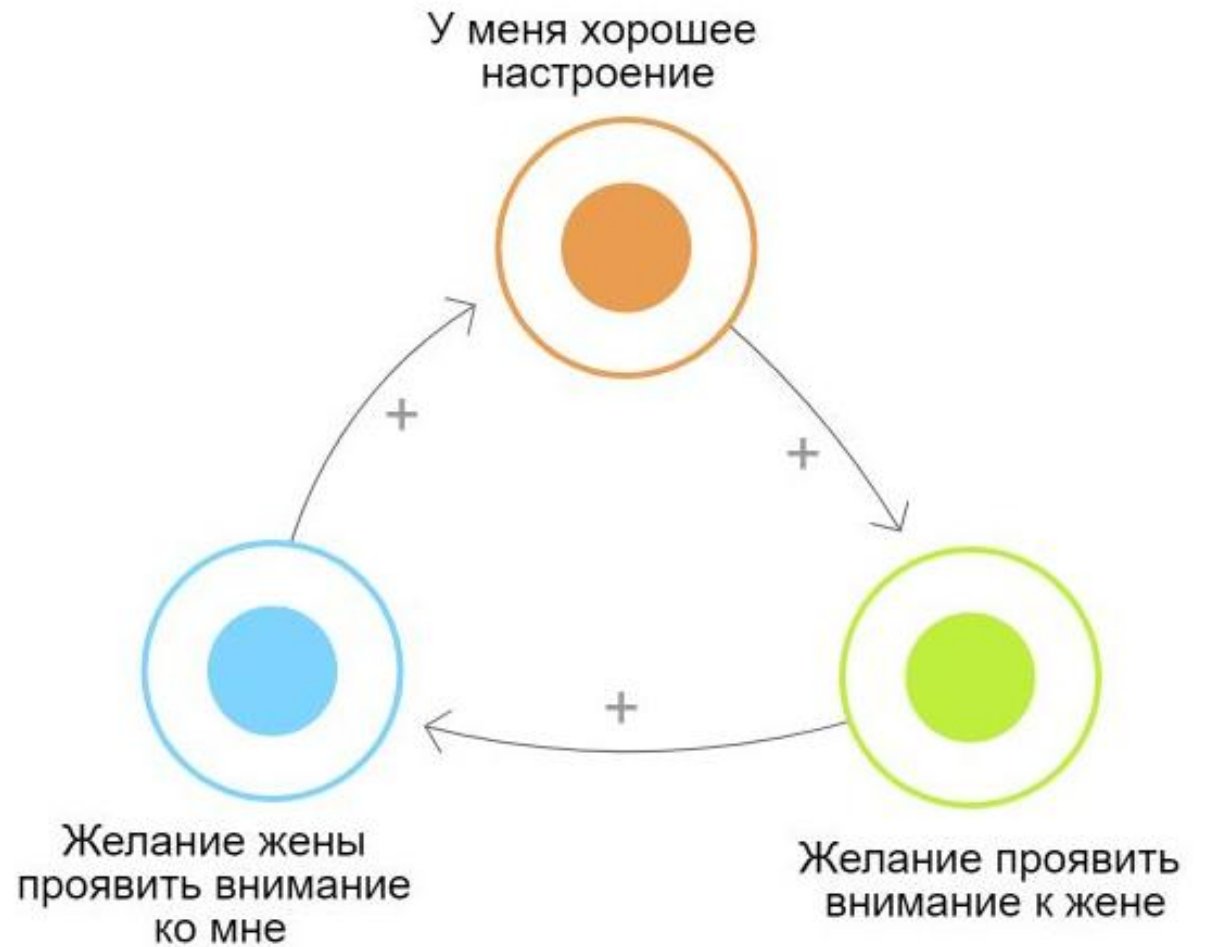 У меня хорошее
настроение
+
+
+
Желание жены
проявить внимание
ко мне
Желание проявить
внимание к жене